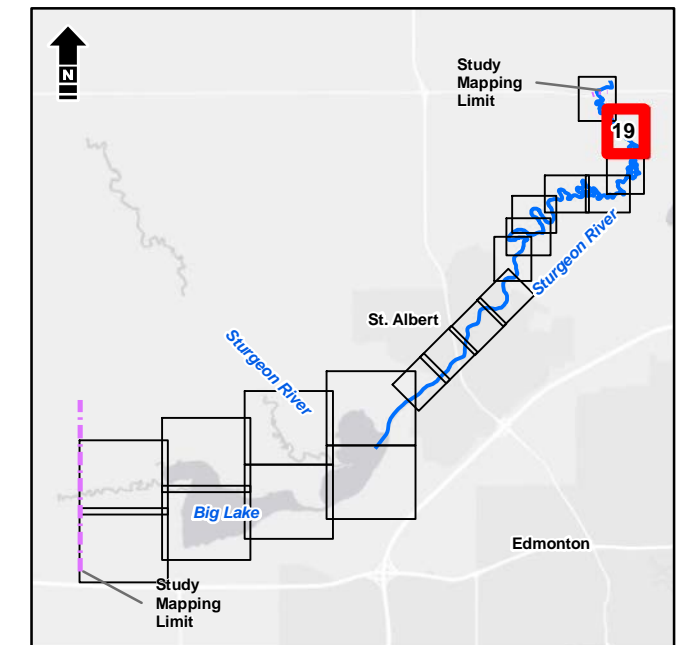 N
Study
Mapping
Limit
19
Sturgeon River
St. Albert
Sturgeon River
Big Lake
Edmonton
Study
Mapping
Limit